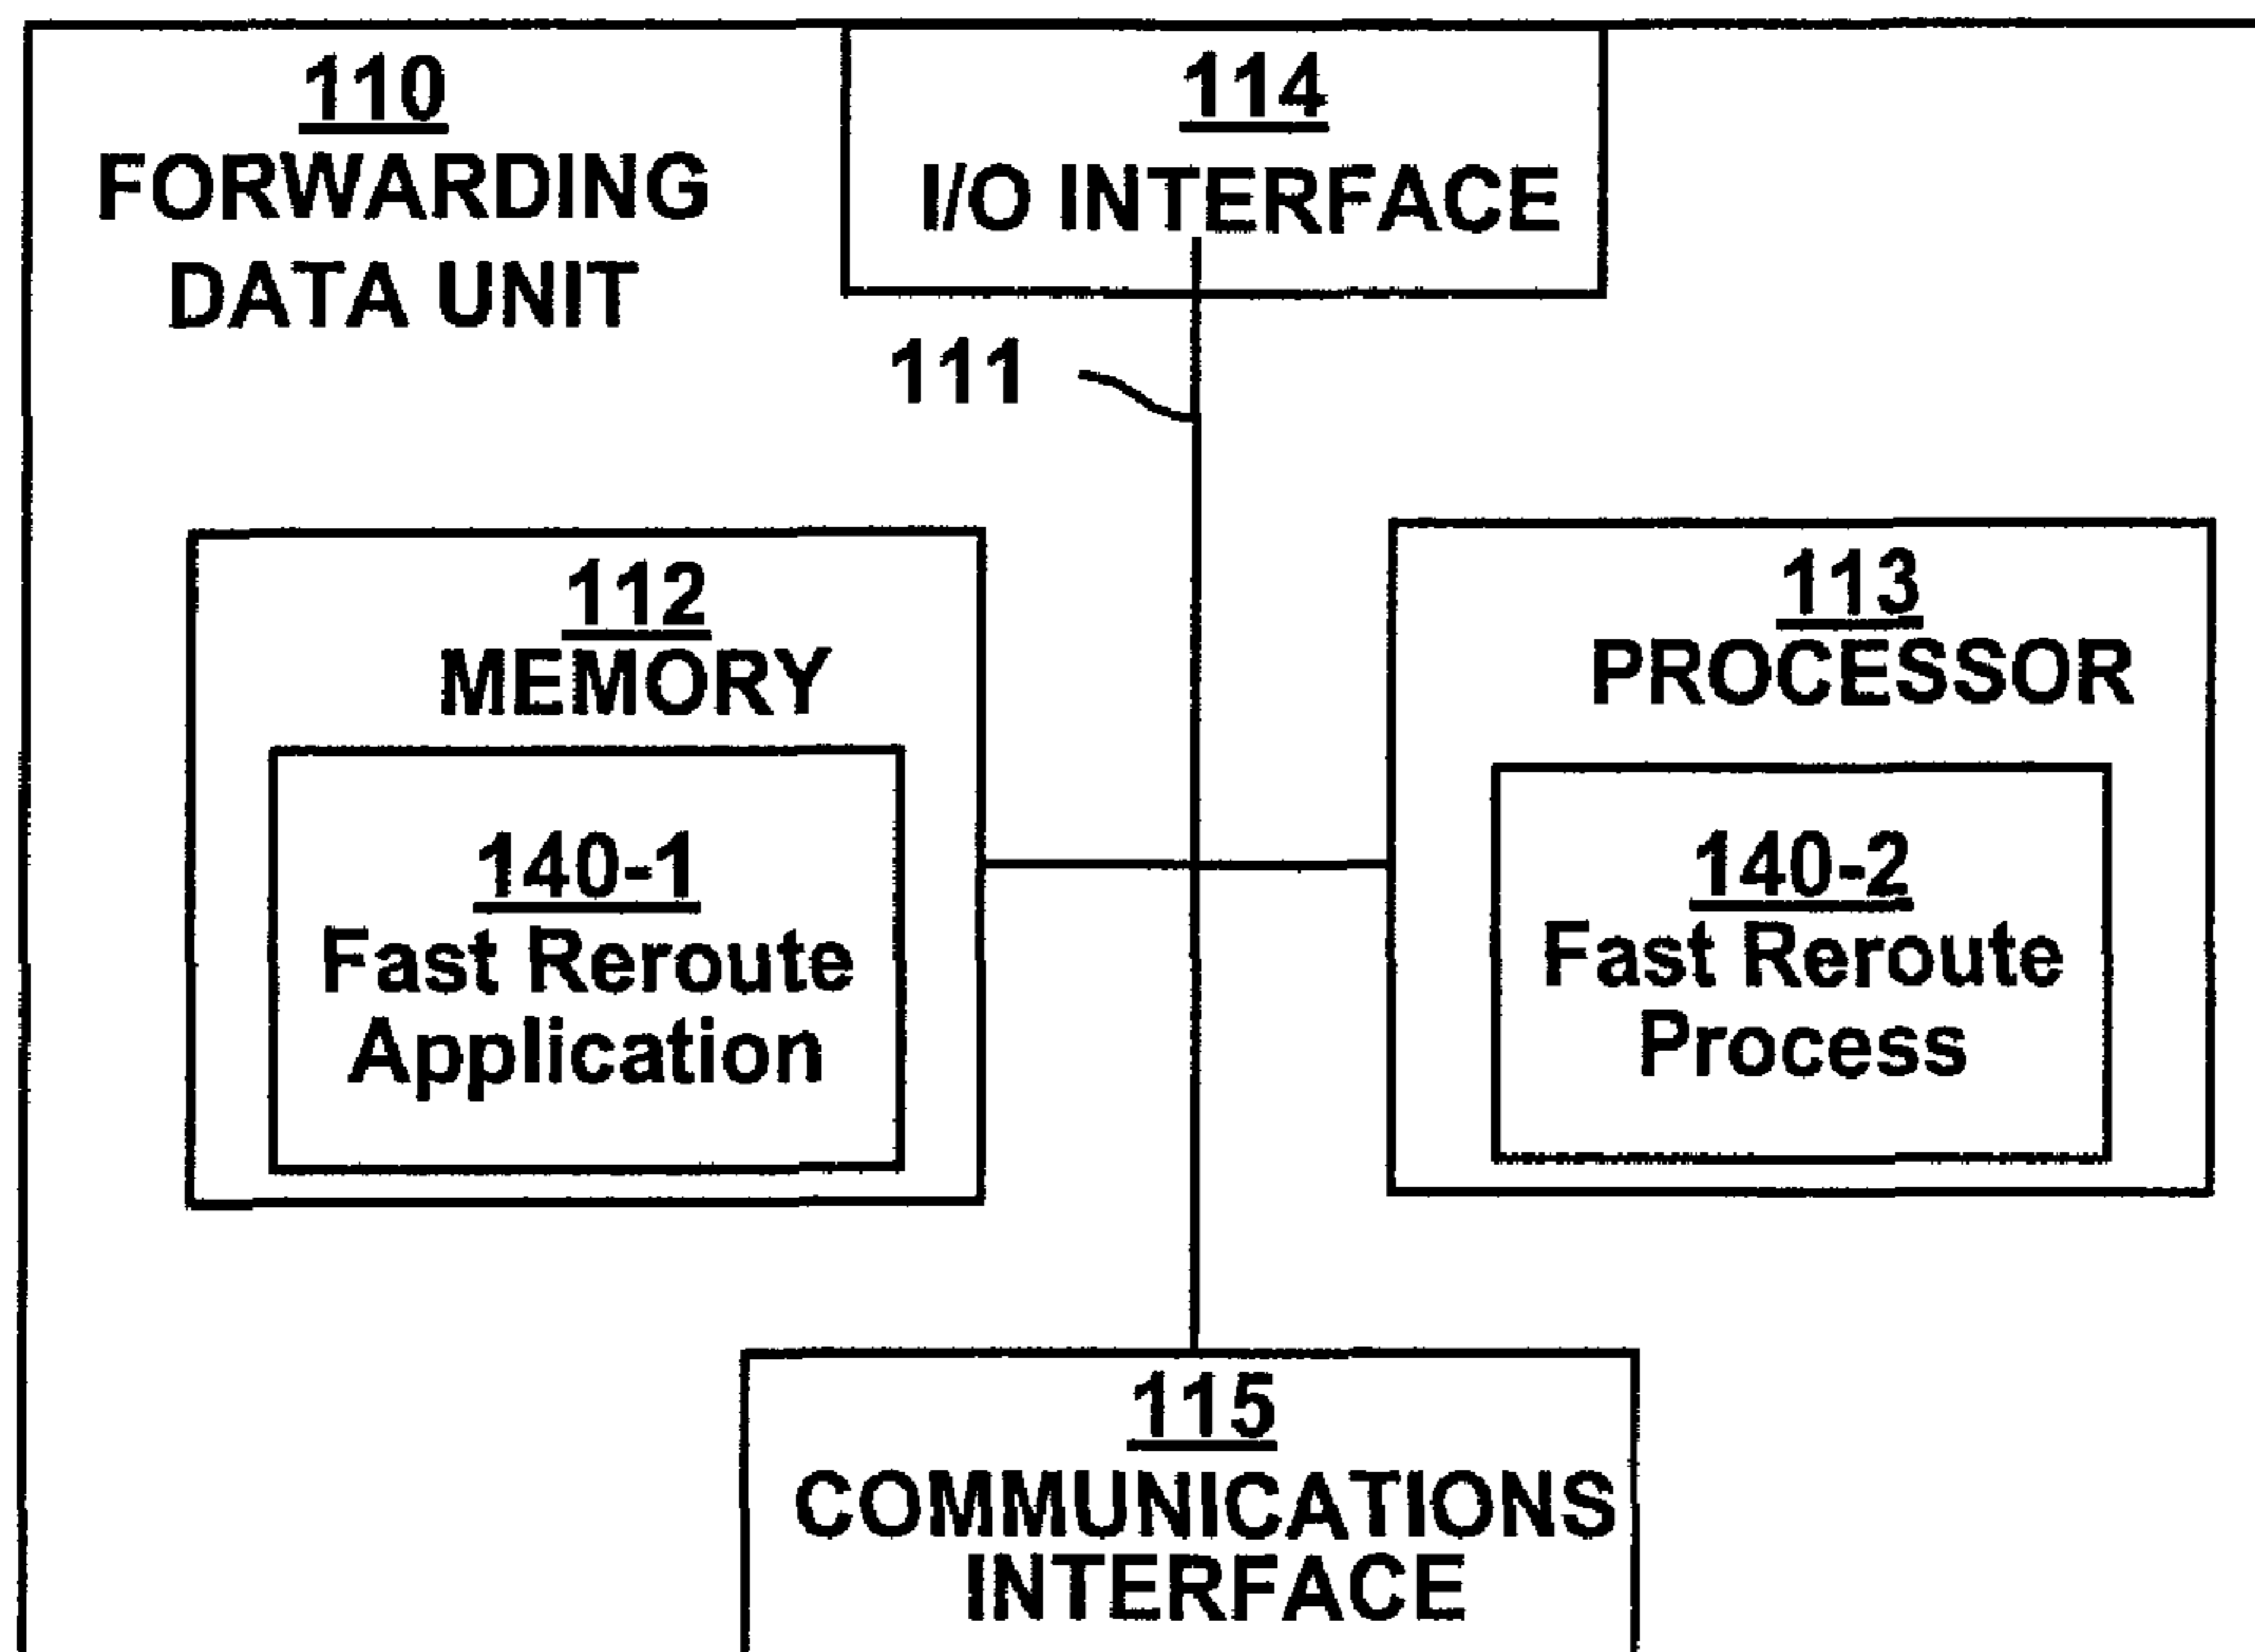 110
FORWARDING
DATA UNIT
114
I/O INTERFACE
111
112
MEMORY
140-1
Fast Reroute
Application
113
PROCESSOR
140-2
Fast Reroute
Process
115
COMMUNICATIONS
INTERFACE